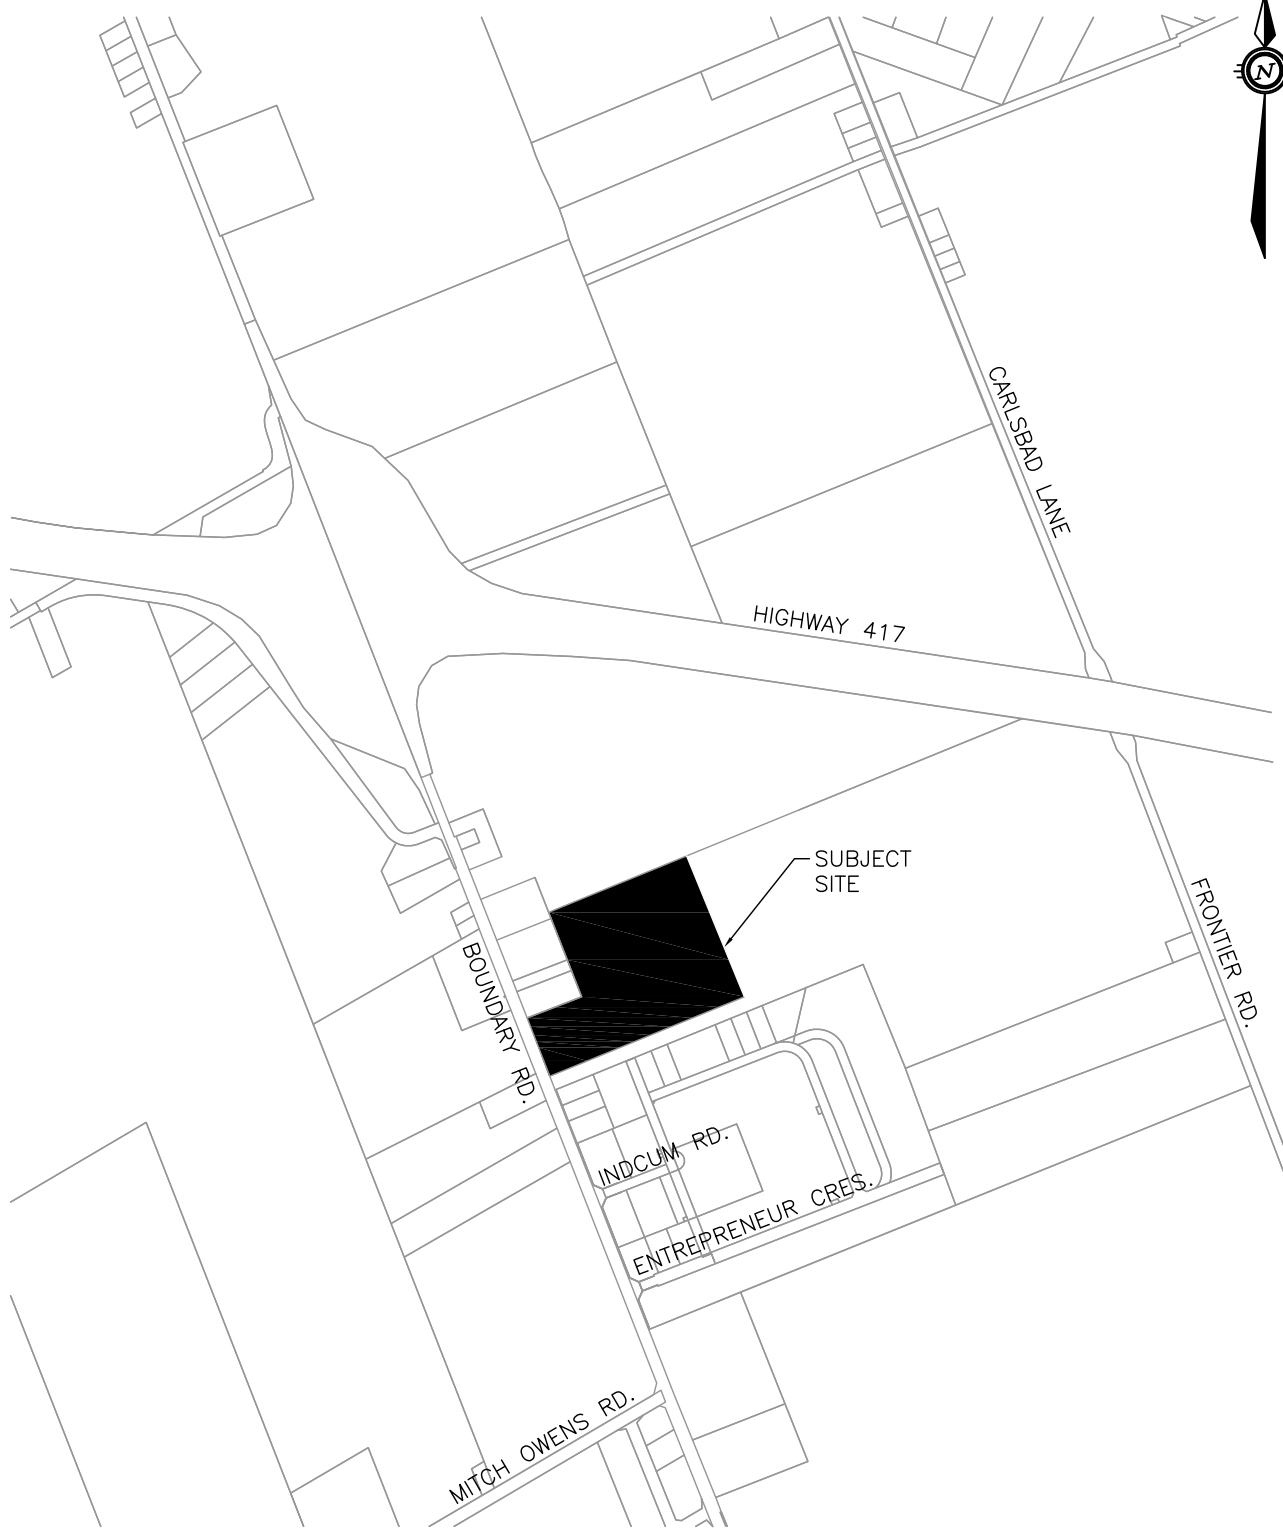 N
CARLSBAD LANE
HIGHWAY 417
SUBJECT
SITE
FRONTIER RD.
BOUNDARY RD.
INDCUM RD.
ENTREPRENEUR CRES.
MITCH OWENS RD.